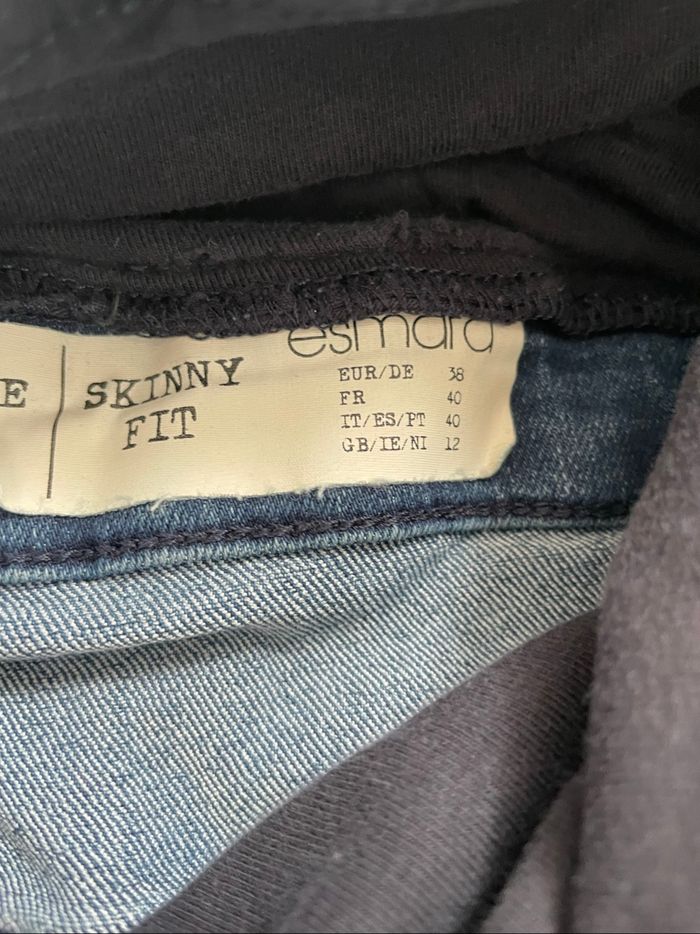 esmara
E
SKINNY
FIT
EUR/DE 38
FR 40
IT/ES/PT 40
GB/IE/NI 12